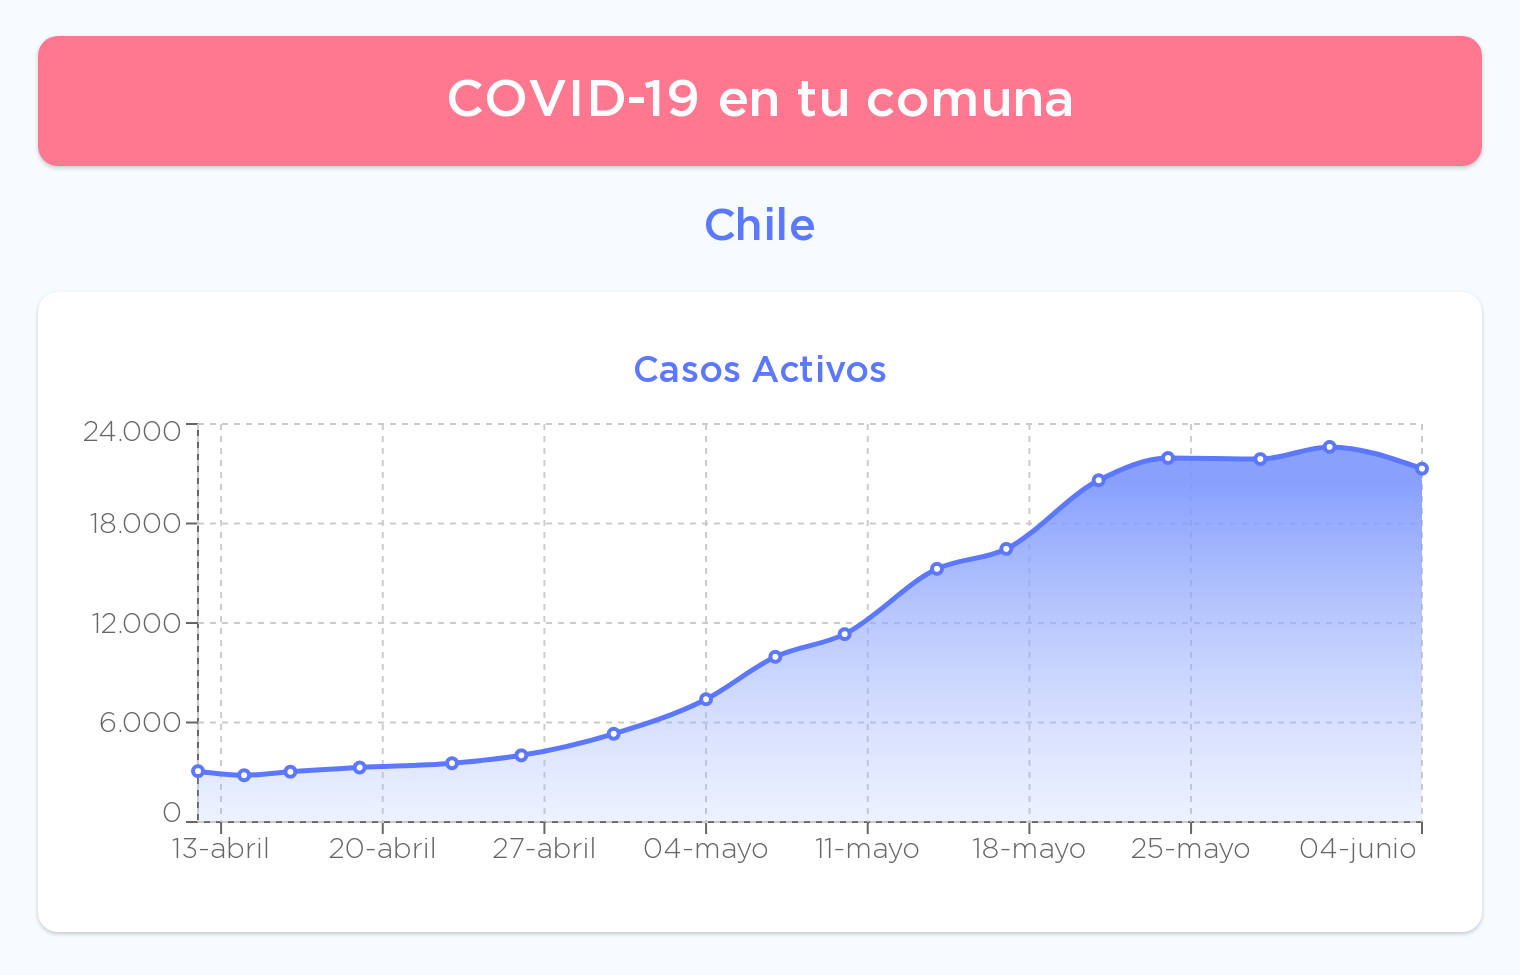 COVID-19 en tu comuna
Chile
Casos Activos
24.000
18.000
12.000
6.000
0
13-abril 20-abril 27-abril 04-mayo 11-mayo 18-mayo 25-mayo 04-junio